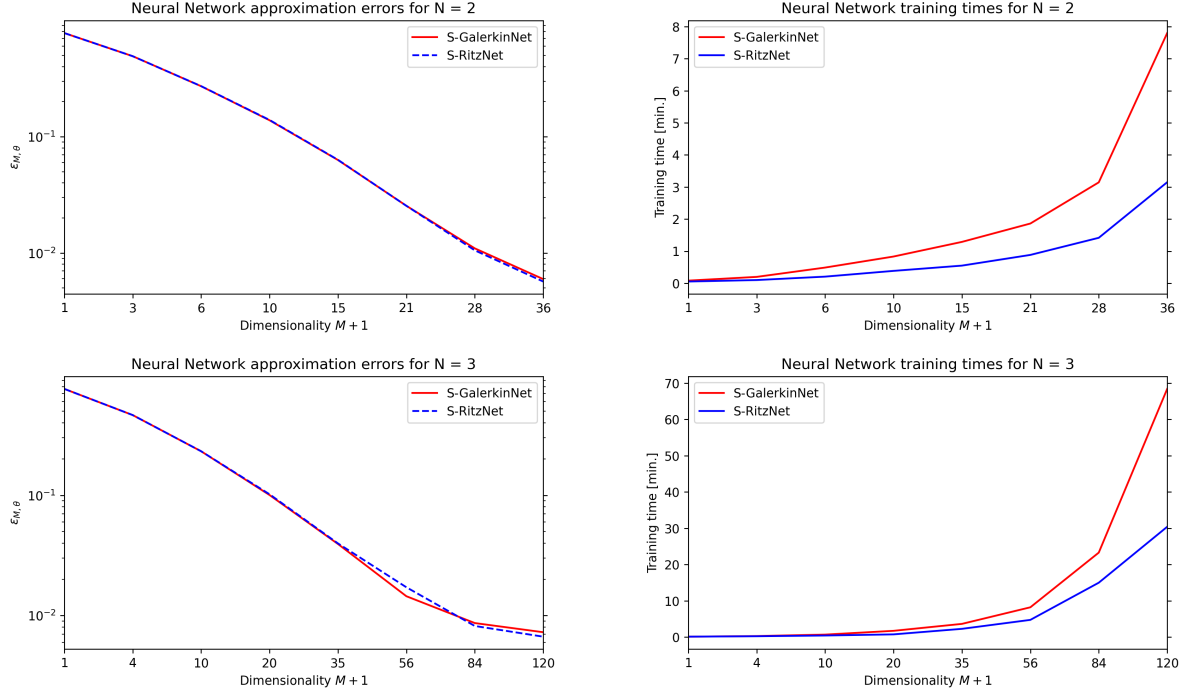 Neural Network approximation errors for N = 2
S-GalerkinNet
S-RitzNet
10⁻¹
10⁻²
ε_{M, θ}
1 3 6 10 15 21 28 36
Dimensionality M + 1
Neural Network training times for N = 2
S-GalerkinNet
S-RitzNet
8
7
6
5
4
3
2
1
0
Training time [min.]
1 3 6 10 15 21 28 36
Dimensionality M + 1
Neural Network approximation errors for N = 3
S-GalerkinNet
S-RitzNet
10⁻¹
10⁻²
ε_{M, θ}
1 4 10 20 35 56 84 120
Dimensionality M + 1
Neural Network training times for N = 3
S-GalerkinNet
S-RitzNet
70
60
50
40
30
20
10
0
Training time [min.]
1 4 10 20 35 56 84 120
Dimensionality M + 1